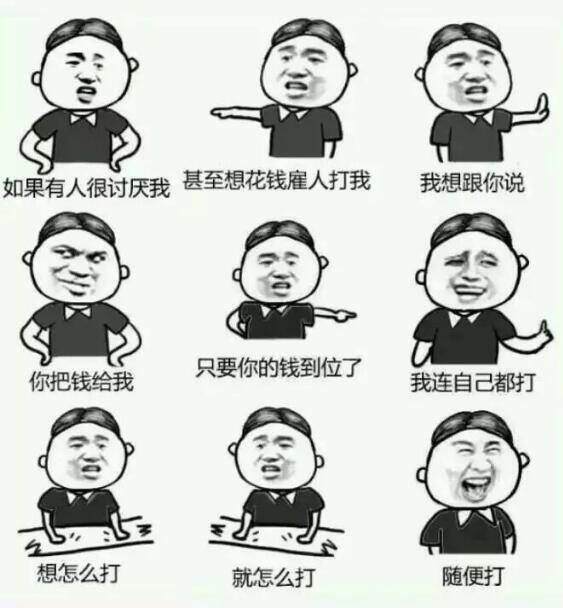 如果有人很讨厌我
甚至想花钱雇人打我
我想跟你说
你把钱给我
只要你的钱到位了
我连自己都打
想怎么打
就怎么打
随便打